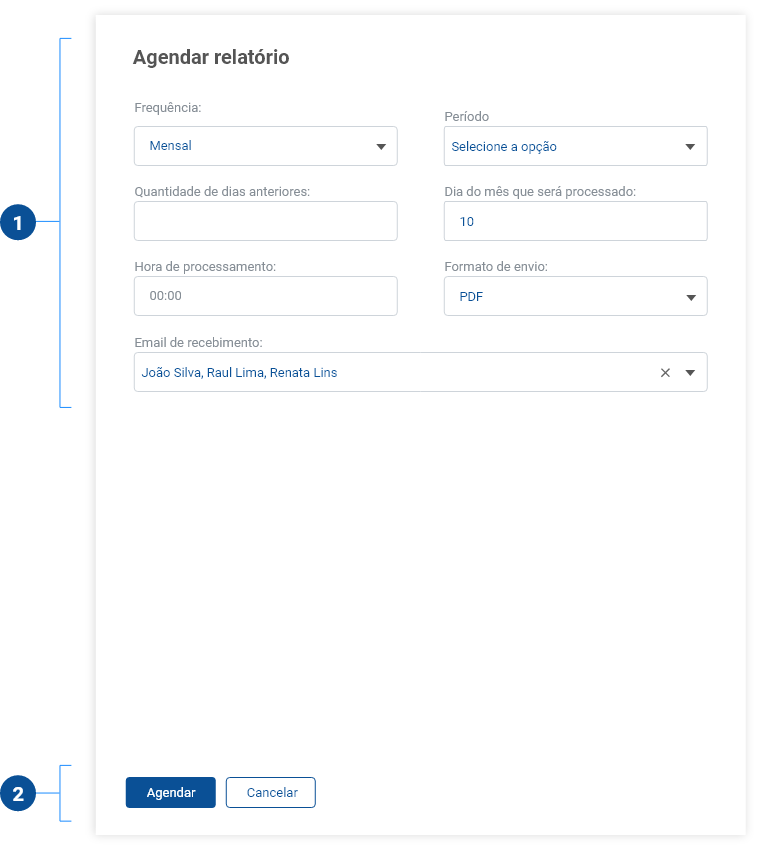 Agendar relatório
Frequência:
Período
Mensal
Selecione a opção
Quantidade de dias anteriores:
Dia do mês que será processado:
1
10
Hora de processamento:
Formato de envio:
00:00
PDF
Email de recebimento:
João Silva, Raul Lima, Renata Lins
2
Agendar
Cancelar